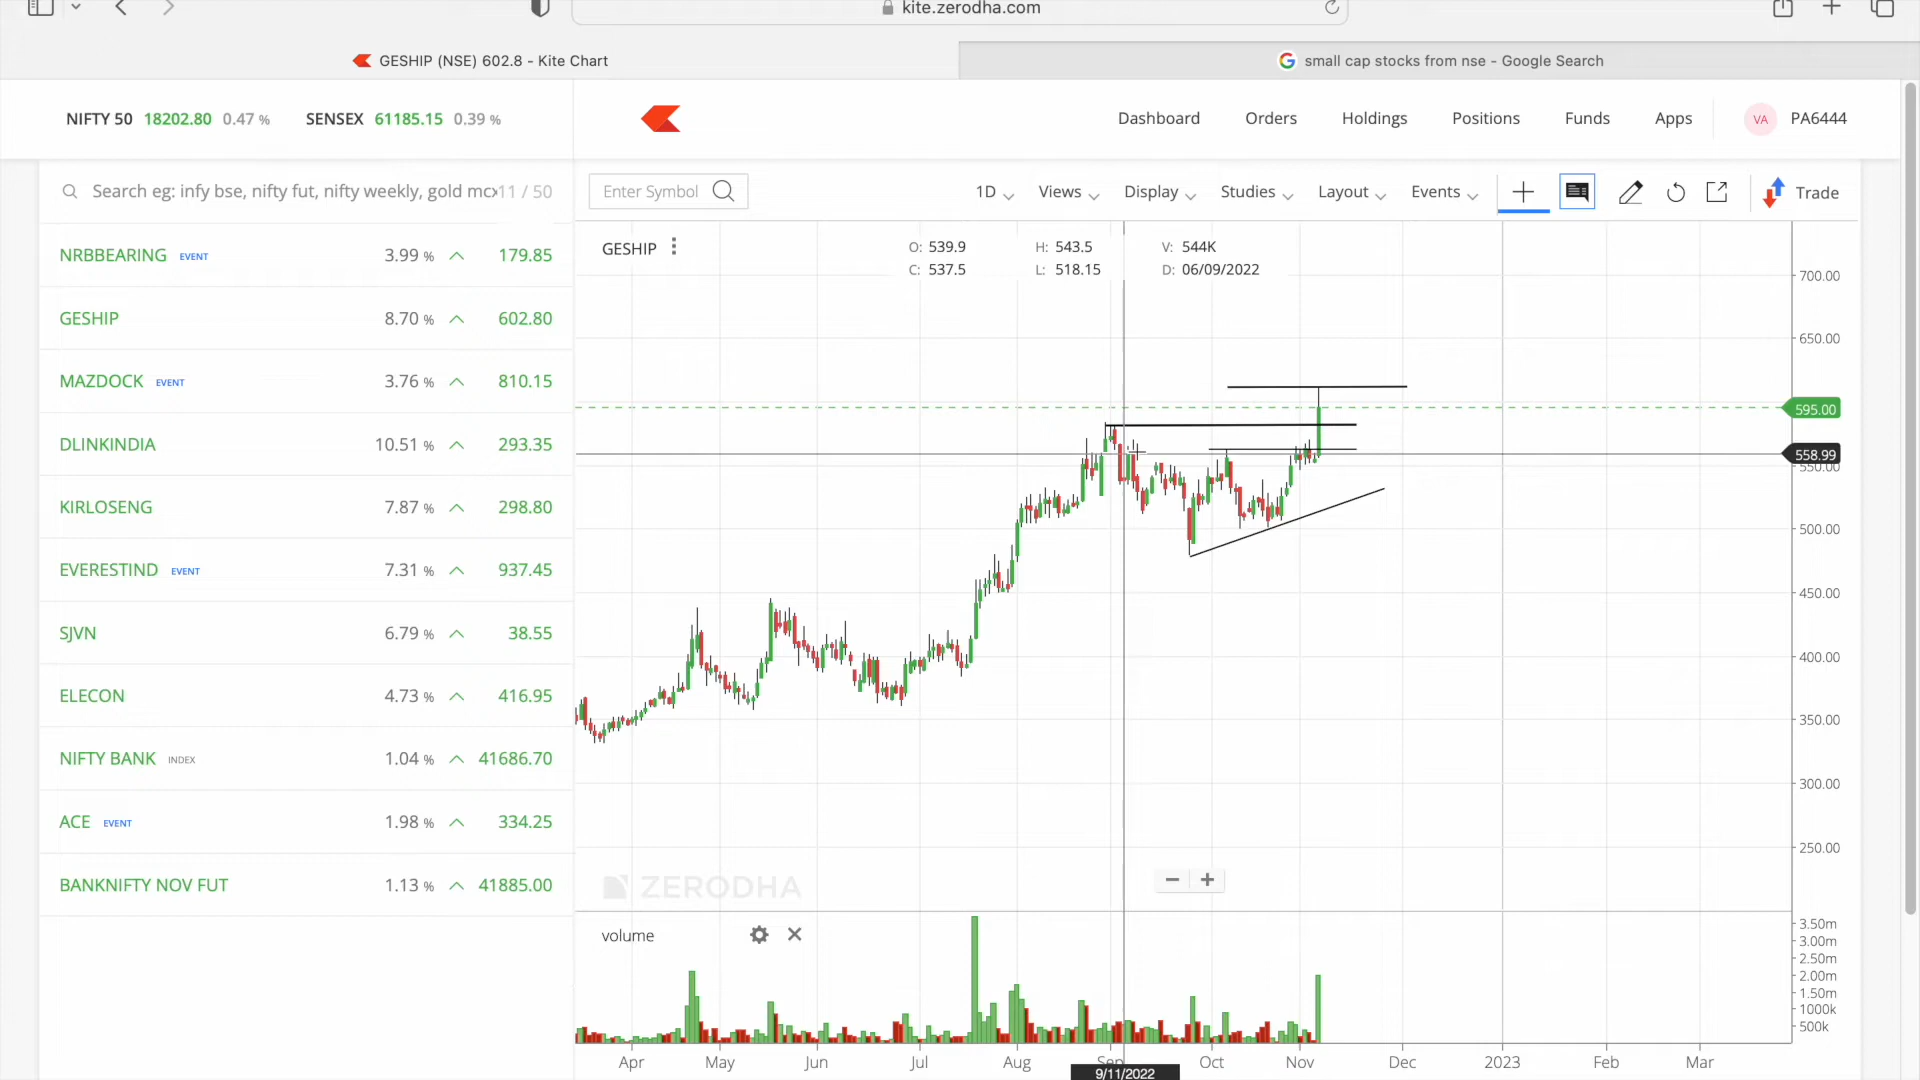 kite.zerodha.com
GESHIP (NSE) 602.8 - Kite Chart
small cap stocks from nse - Google Search
NIFTY 50 18202.80 0.47 % SENSEX 61185.15 0.39 %
Dashboard Orders Holdings Positions Funds Apps VA PA6444
Search eg: infy bse, nifty fut, nifty weekly, gold mcx 11 / 50
Enter Symbol 1D Views Display Studies Layout Events Trade
NRBBEARING EVENT 3.99 % 179.85
GESHIP 8.70 % 602.80
MAZDOCK EVENT 3.76 % 810.15
DLINKINDIA 10.51 % 293.35
KIRLOSENG 7.87 % 298.80
EVERESTIND EVENT 7.31 % 937.45
SJVN 6.79 % 38.55
ELECON 4.73 % 416.95
NIFTY BANK INDEX 1.04 % 41686.70
ACE EVENT 1.98 % 334.25
BANKNIFTY NOV FUT 1.13 % 41885.00
GESHIP
O: 539.9 H: 543.5 V: 544K
C: 537.5 L: 518.15 D: 06/09/2022
700.00
650.00
595.00
558.99
550.00
500.00
450.00
400.00
350.00
300.00
250.00
ZERODHA
volume
3.50m
3.00m
2.50m
2.00m
1.50m
1000k
500k
Apr May Jun Jul Aug Sep Oct Nov Dec 2023 Feb Mar
9/11/2022